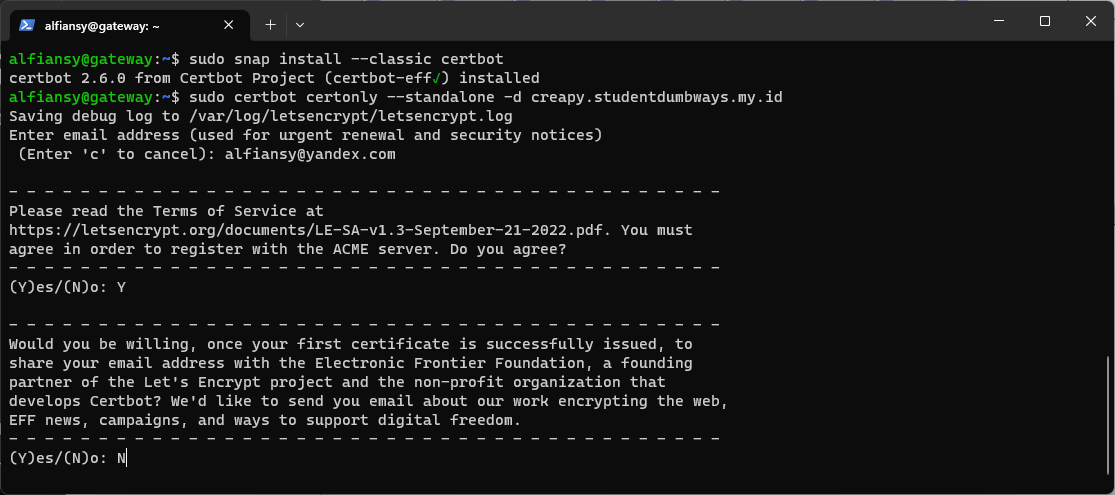 alfiansy@gateway: ~
alfiansy@gateway:~$ sudo snap install --classic certbot
certbot 2.6.0 from Certbot Project (certbot-eff✓) installed
alfiansy@gateway:~$ sudo certbot certonly --standalone -d creapy.studentdumbways.my.id
Saving debug log to /var/log/letsencrypt/letsencrypt.log
Enter email address (used for urgent renewal and security notices)
 (Enter 'c' to cancel): alfiansy@yandex.com
- - - - - - - - - - - - - - - - - - - - - - - - - - - - - - - - - - - - - - - -
Please read the Terms of Service at
https://letsencrypt.org/documents/LE-SA-v1.3-September-21-2022.pdf. You must
agree in order to register with the ACME server. Do you agree?
- - - - - - - - - - - - - - - - - - - - - - - - - - - - - - - - - - - - - - - -
(Y)es/(N)o: Y
- - - - - - - - - - - - - - - - - - - - - - - - - - - - - - - - - - - - - - - -
Would you be willing, once your first certificate is successfully issued, to
share your email address with the Electronic Frontier Foundation, a founding
partner of the Let's Encrypt project and the non-profit organization that
develops Certbot? We'd like to send you email about our work encrypting the web,
EFF news, campaigns, and ways to support digital freedom.
- - - - - - - - - - - - - - - - - - - - - - - - - - - - - - - - - - - - - - - -
(Y)es/(N)o: N